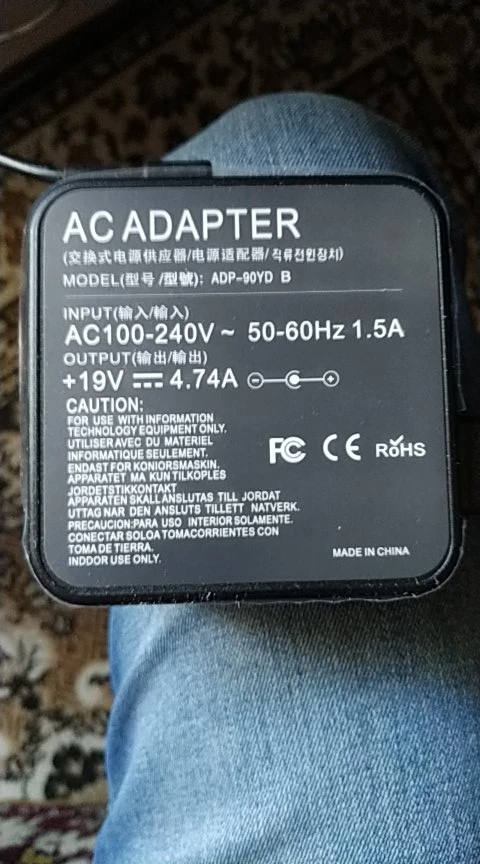 AC ADAPTER
(交换式电源供应器/电源适配器/직류전원장치)
MODEL(型号/型號): ADP-90YD B
INPUT(输入/输入)
AC100-240V ~ 50-60Hz 1.5A
OUTPUT(输出/输出)
+19V 4.74A
CAUTION:
FOR USE WITH INFORMATION
TECHNOLOGY EQUIPMENT ONLY.
UTILISER AVEC DU MATERIEL
INFORMATIQUE SEULEMENT.
ENDAST FOR KONIORSMASKIN.
APPARATET MA KUN TILKOPLES
JORDETSTIKKONTAKT
APPARATEN SKALL ANSLUTAS TILL JORDAT
UTTAG NAR DEN ANSLUTS TILLETT NATVERK.
PRECAUCION:PARA USO INTERIOR SOLAMENTE.
CONECTAR SOLO A TOMACORRIENTES CON
TOMA DE TIERRA.
INDDOR USE ONLY.
FC CE RoHS
MADE IN CHINA